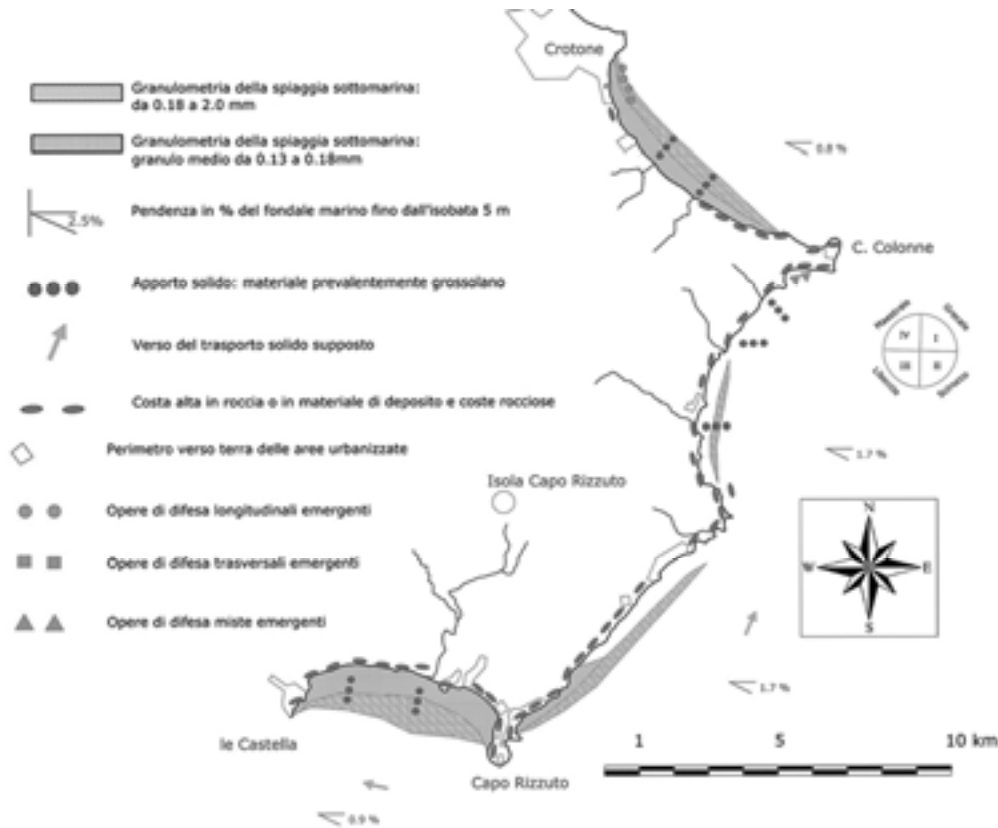 Crotone
Granulometria della spiaggia sottomarina:
da 0.18 a 2.0 mm
Granulometria della spiaggia sottomarina:
granulo medio da 0.13 a 0.18mm
0.8 %
2.5%
Pendenza in % del fondale marino fino dall'isobata 5 m
C. Colonne
Apporto solido: materiale prevalentemente grossolano
Maestrale
Grecale
IV
I
III
II
Scirocco
Verso del trasporto solido supposto
Costa alta in roccia o in materiale di deposito e coste rocciose
Perimetro verso terra delle aree urbanizzate
1.7 %
Isola Capo Rizzuto
Opere di difesa longitudinali emergenti
N
W
E
S
Opere di difesa trasversali emergenti
Opere di difesa miste emergenti
1.7 %
le Castella
Capo Rizzuto
1
5
10 km
0.9 %